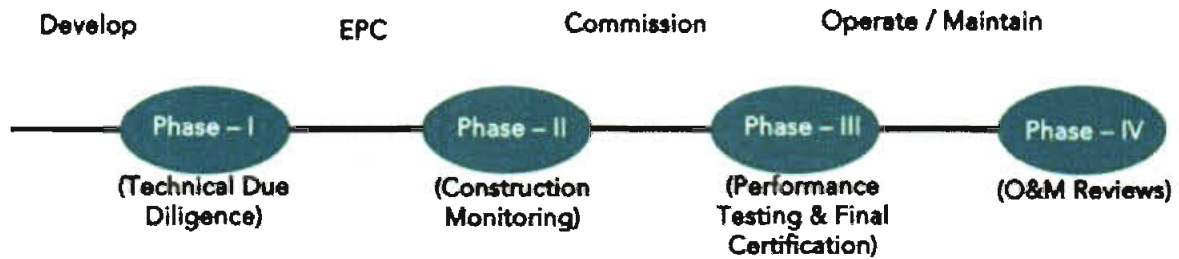 Develop
EPC
Commission
Operate / Maintain
Phase – I
Phase – II
Phase – III
Phase – IV
(Technical Due
Diligence)
(Construction
Monitoring)
(Performance
Testing & Final
Certification)
(O&M Reviews)